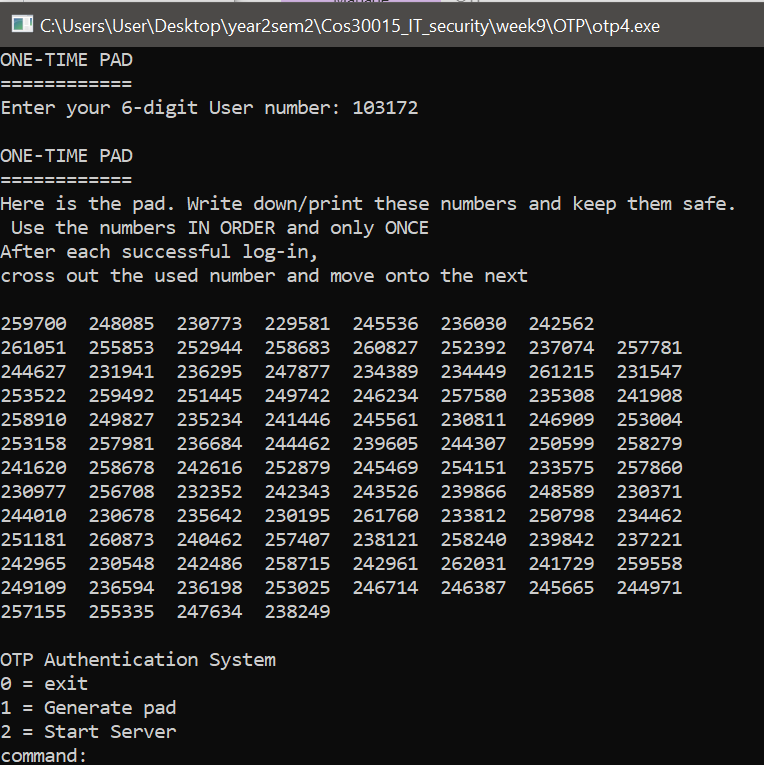 C:\Users\User\Desktop\year2sem2\Cos30015_IT_security\week9\OTP\otp4.exe
ONE-TIME PAD
============
Enter your 6-digit User number: 103172
ONE-TIME PAD
============
Here is the pad. Write down/print these numbers and keep them safe.
 Use the numbers IN ORDER and only ONCE
After each successful log-in,
cross out the used number and move onto the next
259700  248085  230773  229581  245536  236030  242562
261051  255853  252944  258683  260827  252392  237074  257781
244627  231941  236295  247877  234389  234449  261215  231547
253522  259492  251445  249742  246234  257580  235308  241908
258910  249827  235234  241446  245561  230811  246909  253004
253158  257981  236684  244462  239605  244307  250599  258279
241620  258678  242616  252879  245469  254151  233575  257860
230977  256708  232352  242343  243526  239866  248589  230371
244010  230678  235642  230195  261760  233812  250798  234462
251181  260873  240462  257407  238121  258240  239842  237221
242965  230548  242486  258715  242961  262031  241729  259558
249109  236594  236198  253025  246714  246387  245665  244971
257155  255335  247634  238249
OTP Authentication System
0 = exit
1 = Generate pad
2 = Start Server
command: